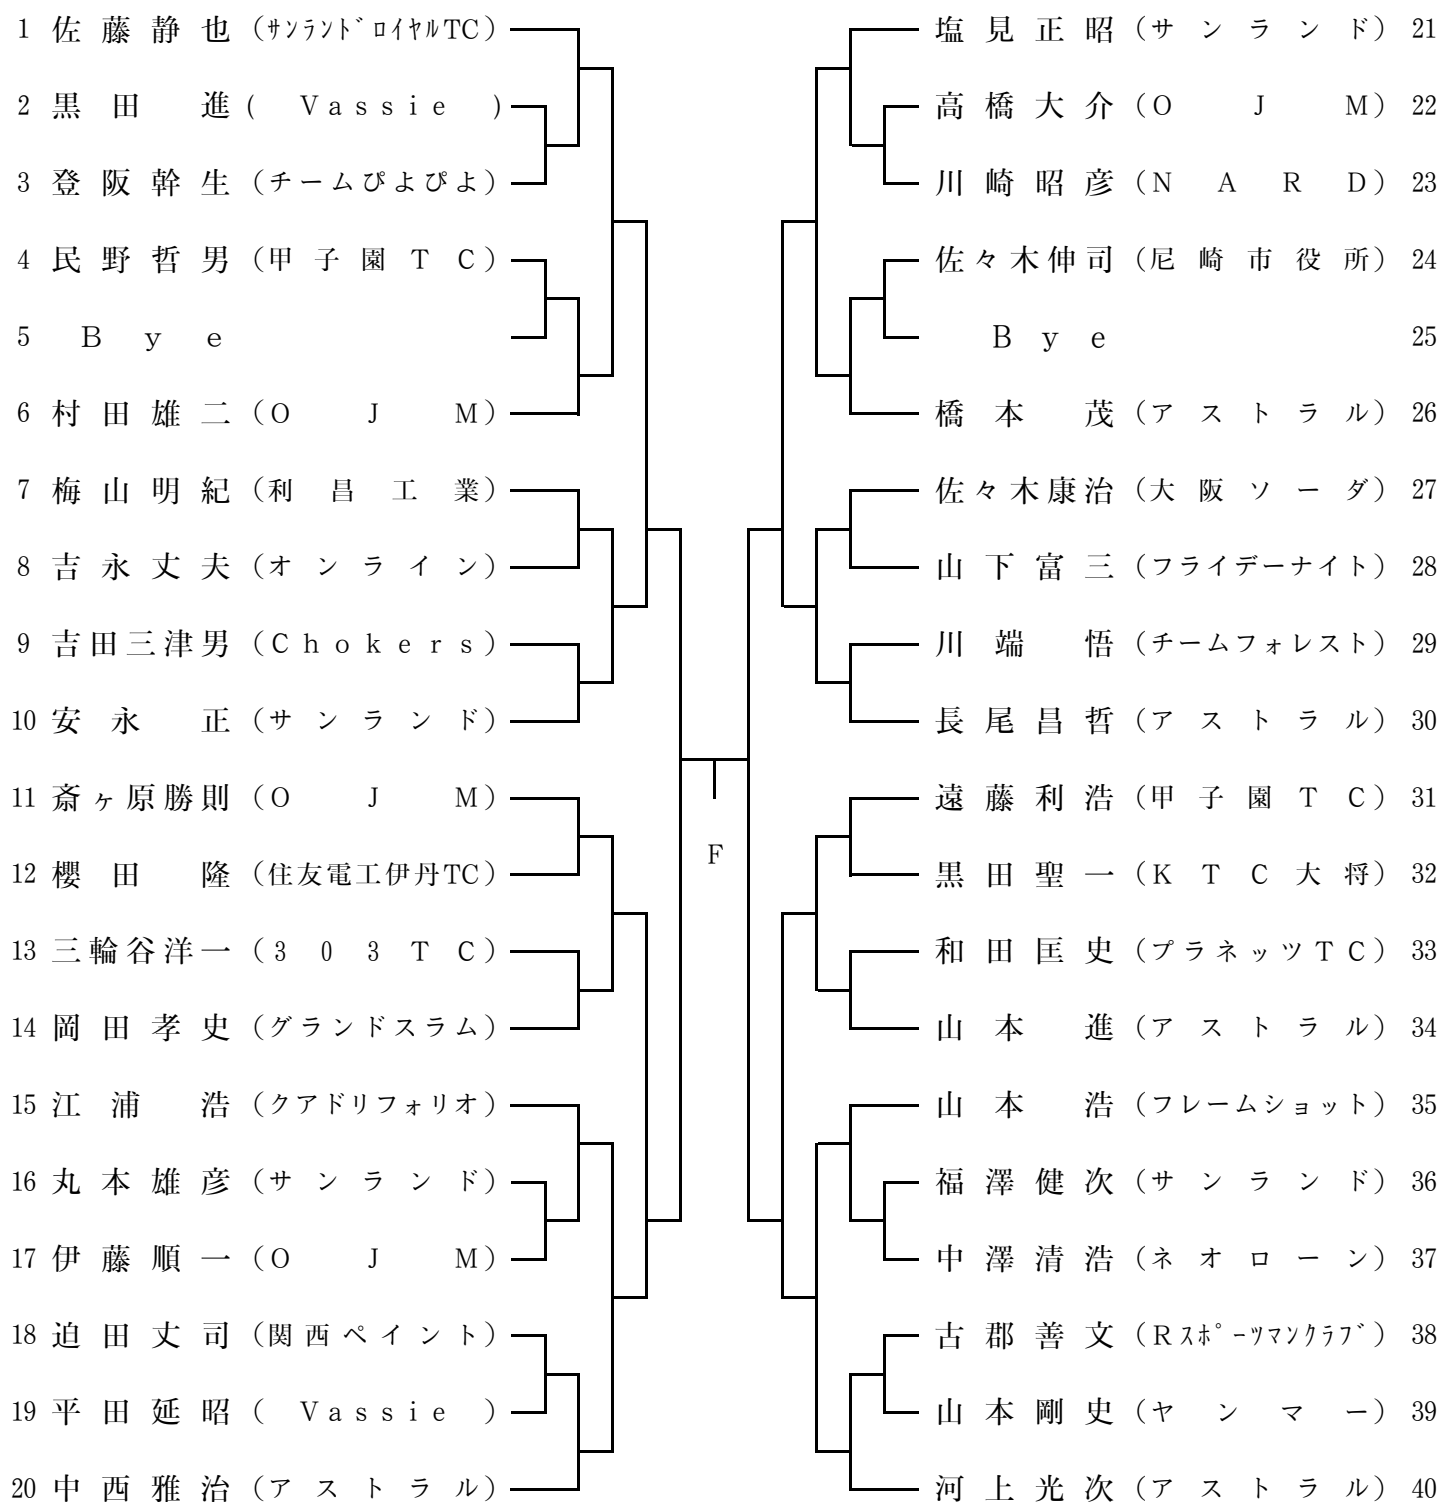 1 佐藤静也 (ｻﾝﾗﾝﾄﾞﾛｲﾔﾙTC)
2 黒田 進 ( Vassie )
3 登阪幹生 (チームぴよぴよ)
4 民野哲男 (甲子園TC)
5 Bye
6 村田雄二 (OJM)
7 梅山明紀 (利昌工業)
8 吉永丈夫 (オンライン)
9 吉田三津男 (Chokers)
10 安永 正 (サンランド)
11 斎ヶ原勝則 (OJM)
12 櫻田 隆 (住友電工伊丹TC)
13 三輪谷洋一 (303TC)
14 岡田孝史 (グランドスラム)
15 江浦 浩 (クアドリフォリオ)
16 丸本雄彦 (サンランド)
17 伊藤順一 (OJM)
18 迫田丈司 (関西ペイント)
19 平田延昭 ( Vassie )
20 中西雅治 (アストラル)
F
塩見正昭 (サンランド) 21
高橋大介 (OJM) 22
川崎昭彦 (NARD) 23
佐々木伸司 (尼崎市役所) 24
Bye 25
橋本 茂 (アストラル) 26
佐々木康治 (大阪ソーダ) 27
山下富三 (フライデーナイト) 28
川端 悟 (チームフォレスト) 29
長尾昌哲 (アストラル) 30
遠藤利浩 (甲子園TC) 31
黒田聖一 (KTC大将) 32
和田匡史 (プラネッツTC) 33
山本 進 (アストラル) 34
山本 浩 (フレームショット) 35
福澤健次 (サンランド) 36
中澤清浩 (ネオローン) 37
古郡善文 (Rｽﾎﾟｰﾂﾏﾝｸﾗﾌﾞ) 38
山本剛史 (ヤンマー) 39
河上光次 (アストラル) 40